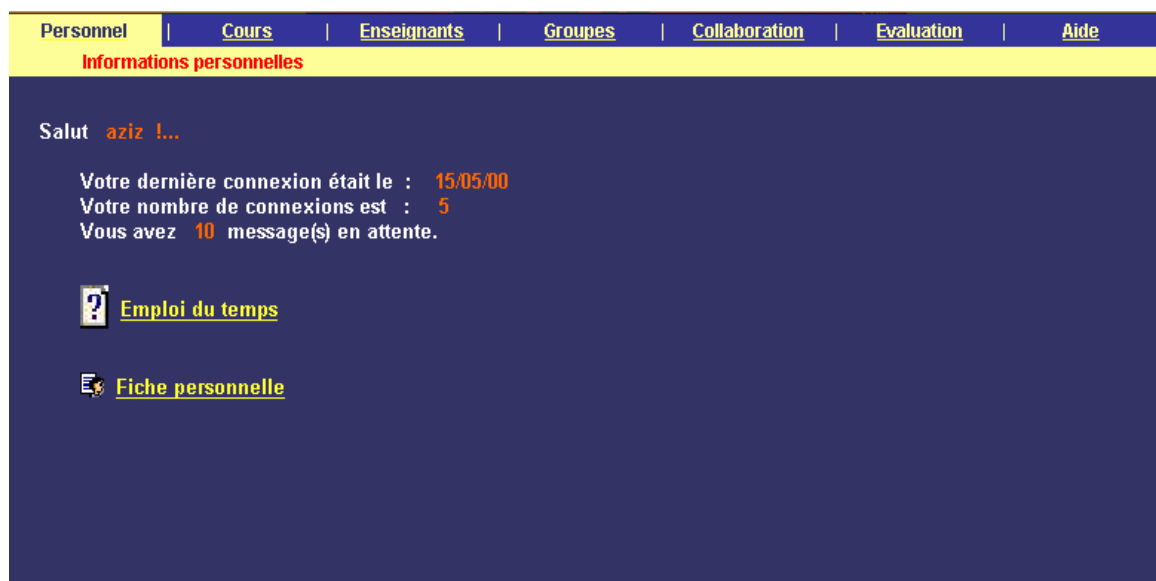 Personnel | Cours | Enseignants | Groupes | Collaboration | Evaluation | Aide
Informations personnelles
Salut aziz !...
Votre dernière connexion était le : 15/05/00
Votre nombre de connexions est : 5
Vous avez 10 message(s) en attente.
? Emploi du temps
Fiche personnelle